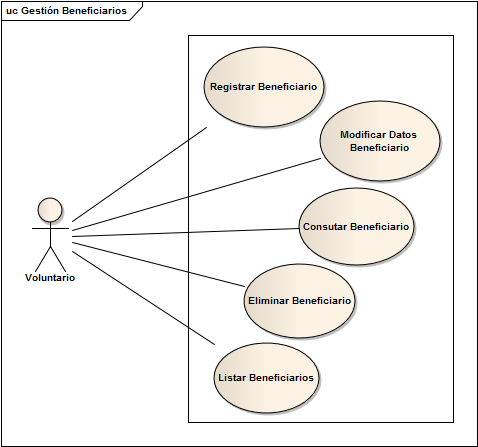 uc Gestión Beneficiarios
Registrar Beneficiario
Modificar Datos
Beneficiario
Consutar Beneficiario
Voluntario
Eliminar Beneficiario
Listar Beneficiarios